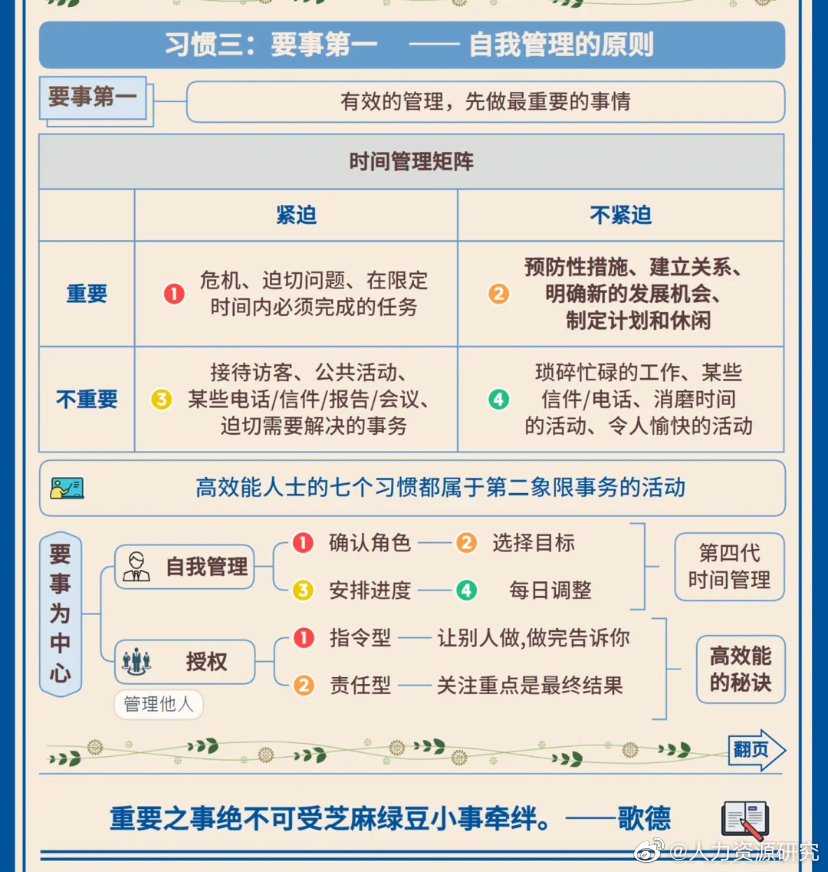 习惯三：要事第一 ——自我管理的原则
要事第一
有效的管理，先做最重要的事情
时间管理矩阵
紧迫
不紧迫
重要
1
危机、迫切问题、在限定
时间内必须完成的任务
2
预防性措施、建立关系、
明确新的发展机会、
制定计划和休闲
不重要
3
接待访客、公共活动、
某些电话/信件/报告/会议、
迫切需要解决的事务
4
琐碎忙碌的工作、某些
信件/电话、消磨时间
的活动、令人愉快的活动
高效能人士的七个习惯都属于第二象限事务的活动
要事为中心
自我管理
1 确认角色 — 2 选择目标
3 安排进度 — 4 每日调整
第四代
时间管理
授权
管理他人
1 指令型 — 让别人做,做完告诉你
2 责任型 — 关注重点是最终结果
高效能
的秘诀
翻页
重要之事绝不可受芝麻绿豆小事牵绊。——歌德
@人力资源研究